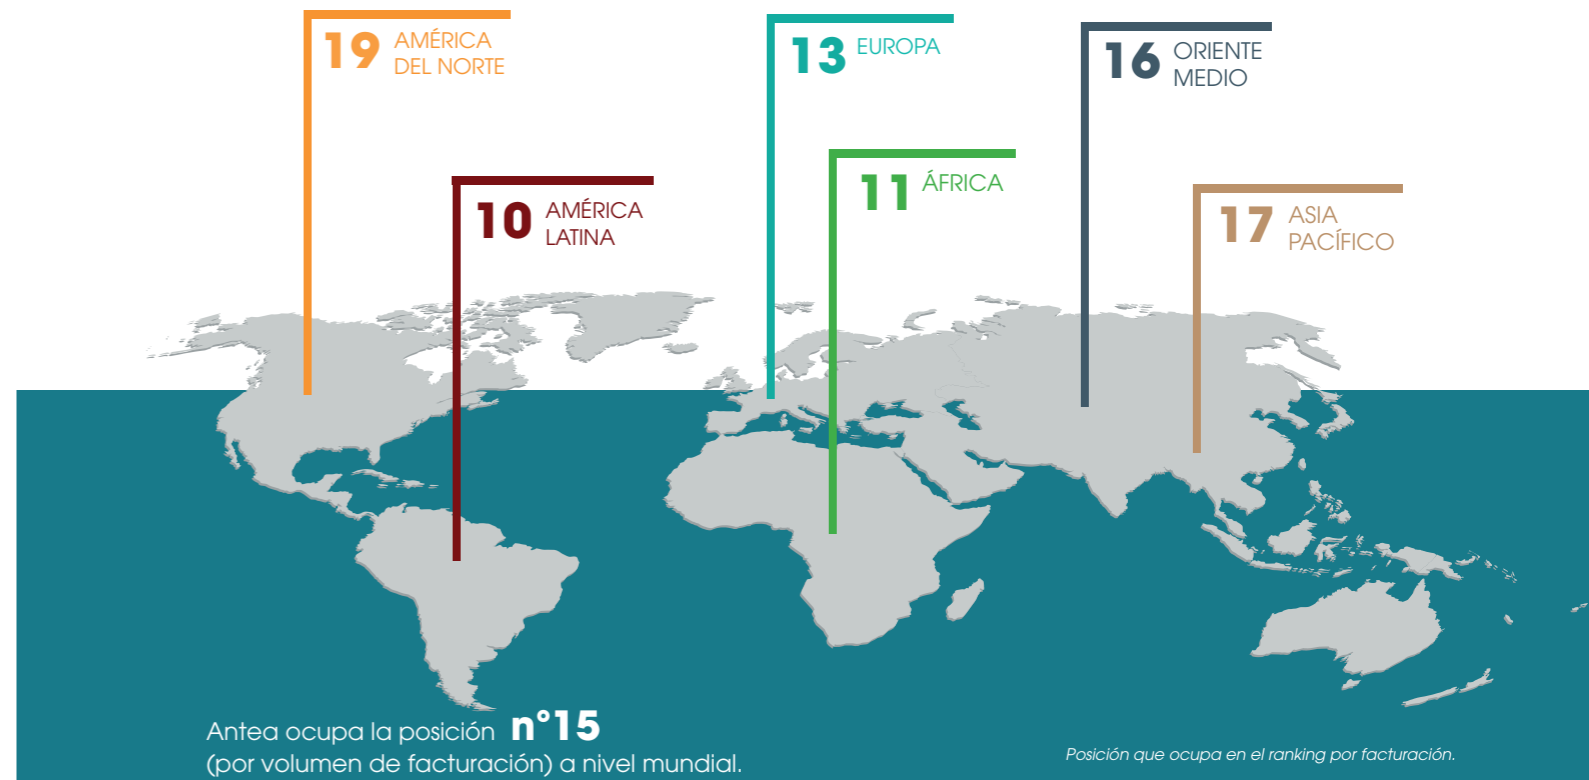 19 AMÉRICA
DEL NORTE
13 EUROPA
16 ORIENTE
MEDIO
10 AMÉRICA
LATINA
11 ÁFRICA
17 ASIA
PACÍFICO
Antea ocupa la posición nº15
(por volumen de facturación) a nivel mundial.
Posición que ocupa en el ranking por facturación.